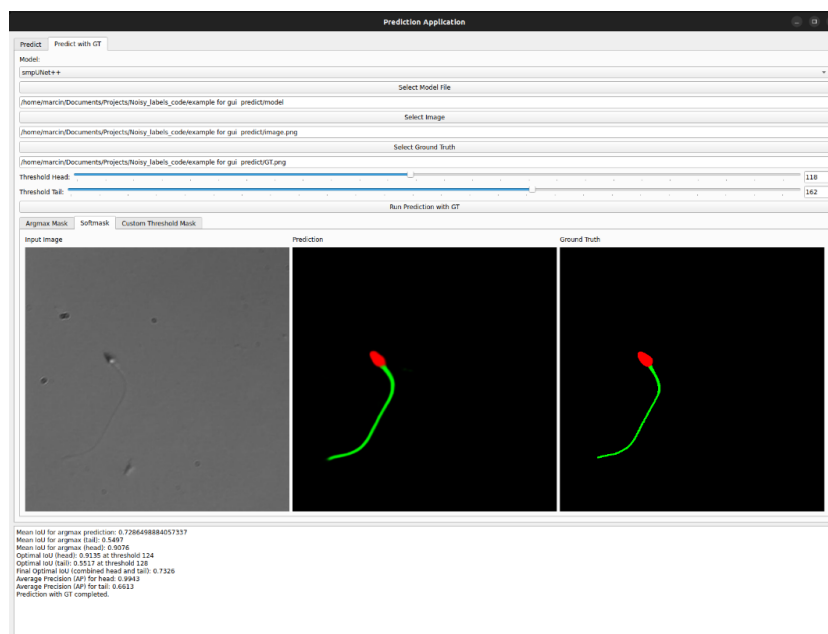 Prediction Application
Predict Predict with GT
Model:
smpUNet++
Select Model File
/home/marcin/Documents/Projects/Noisy_labels_code/example for gui predict/model
Select Image
/home/marcin/Documents/Projects/Noisy_labels_code/example for gui predict/image.png
Select Ground Truth
/home/marcin/Documents/Projects/Noisy_labels_code/example for gui predict/GT.png
Threshold Head: 118
Threshold Tail: 162
Run Prediction with GT
Argmax Mask Softmask Custom Threshold Mask
Input Image Prediction Ground Truth
Mean IoU for argmax prediction: 0.7286498884057337
Mean IoU for argmax (tail): 0.5497
Mean IoU for argmax (head): 0.9076
Optimal IoU (head): 0.9135 at threshold 124
Optimal IoU (tail): 0.5517 at threshold 128
Final Optimal IoU (combined head and tail): 0.7326
Average Precision (AP) for head: 0.9943
Average Precision (AP) for tail: 0.6613
Prediction with GT completed.